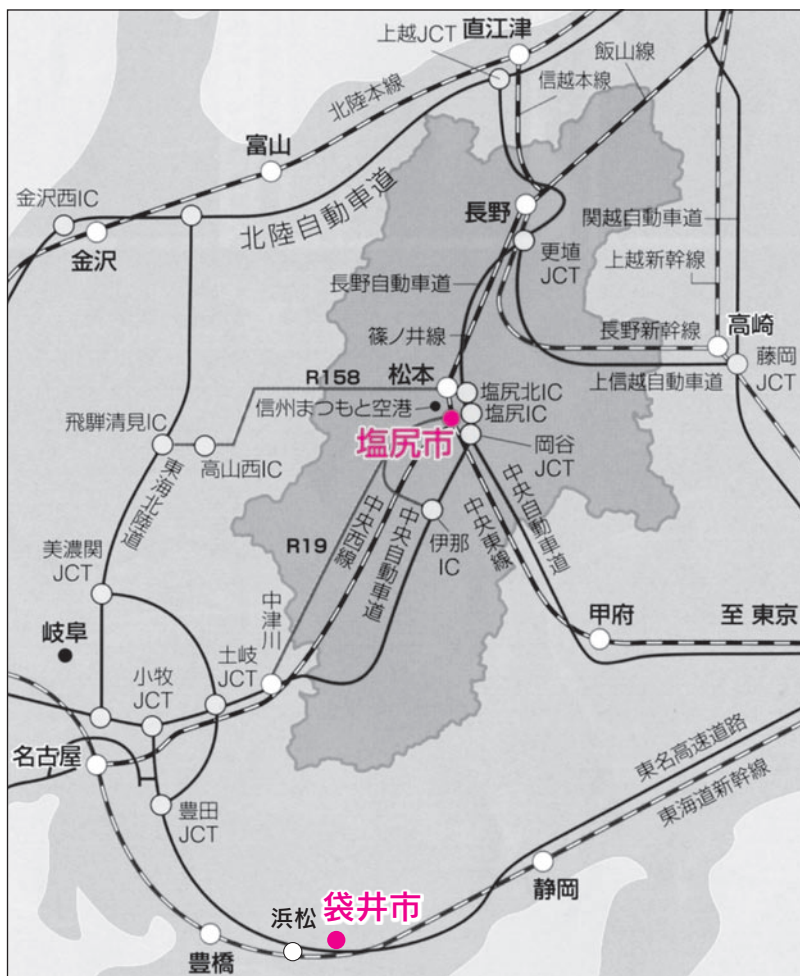 直江津
上越JCT
飯山線
信越本線
北陸本線
富山
金沢西IC
北陸自動車道
長野
関越自動車道
金沢
更埴
JCT
上越新幹線
長野自動車道
篠ノ井線
長野新幹線
高崎
藤岡
JCT
R158
松本
上信越自動車道
塩尻北IC
信州まつもと空港
塩尻IC
飛騨清見IC
塩尻市
岡谷
JCT
高山西IC
東海北陸道
中央西線
中央自動車道
中央東線
中央自動車道
R19
伊那
IC
美濃関
JCT
中津川
岐阜
甲府
至 東京
土岐
JCT
小牧
JCT
名古屋
東名高速道路
東海道新幹線
豊田
JCT
静岡
浜松
袋井市
豊橋